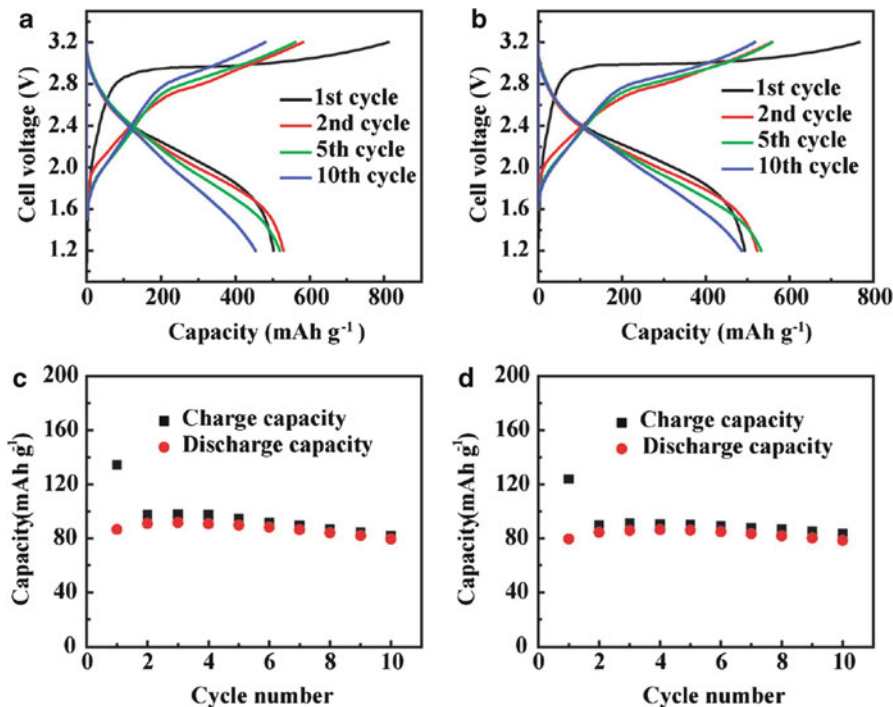 a
Cell voltage (V)
3.2
2.8
2.4
2.0
1.6
1.2
0 200 400 600 800
Capacity (mAh g⁻¹)
1st cycle
2nd cycle
5th cycle
10th cycle
b
Cell voltage (V)
3.2
2.8
2.4
2.0
1.6
1.2
0 200 400 600 800
Capacity (mAh g⁻¹)
1st cycle
2nd cycle
5th cycle
10th cycle
c
Capacity(mAh g⁻¹)
200
160
120
80
40
0
0 2 4 6 8 10
Cycle number
Charge capacity
Discharge capacity
d
Capacity(mAh g⁻¹)
200
160
120
80
40
0
0 2 4 6 8 10
Cycle number
Charge capacity
Discharge capacity